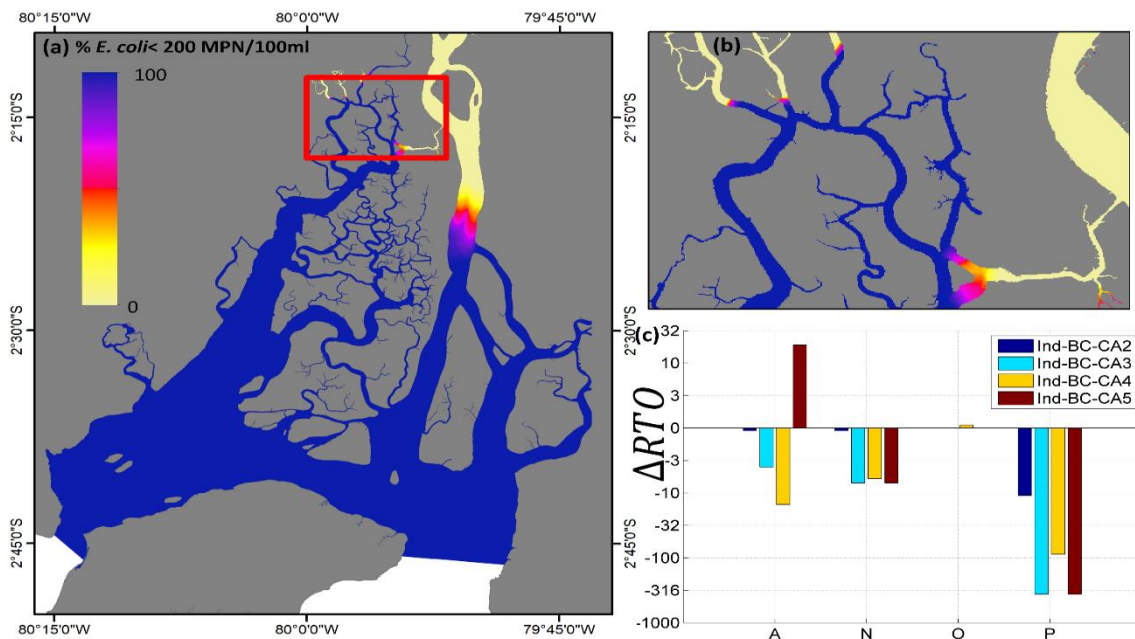 80°15'0"W
80°0'0"W
79°45'0"W
(a) % E. coli< 200 MPN/100ml
100
0
2°15'0"S
2°30'0"S
2°45'0"S
80°15'0"W
80°0'0"W
79°45'0"W
(b)
2°15'0"S
2°30'0"S
2°45'0"S
(c)
ΔRTO
32
10
3
0
-3
-10
-32
-100
-316
-1000
A
N
O
P
Ind-BC-CA2
Ind-BC-CA3
Ind-BC-CA4
Ind-BC-CA5